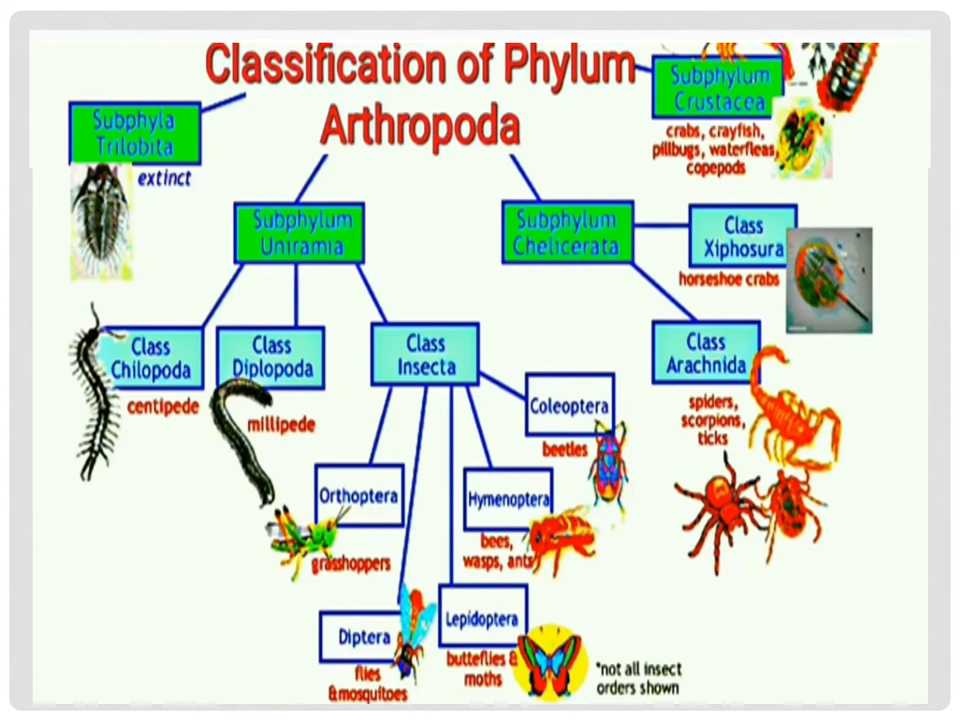 Classification of Phylum
Arthropoda
Subphyla
Trilobita
extinct
Subphylum
Crustacea
crabs, crayfish,
pillbugs, waterfleas,
copepods
Subphylum
Uniramia
Subphylum
Chelicerata
Class
Xiphosura
horseshoe crabs
Class
Chilopoda
centipede
Class
Diplopoda
millipede
Class
Insecta
Class
Arachnida
spiders,
scorpions,
ticks
Coleoptera
beetles
Orthoptera
grasshoppers
Hymenoptera
bees,
wasps, ants
Diptera
flies
&mosquitoes
Lepidoptera
butteflies &
moths
*not all insect
orders shown